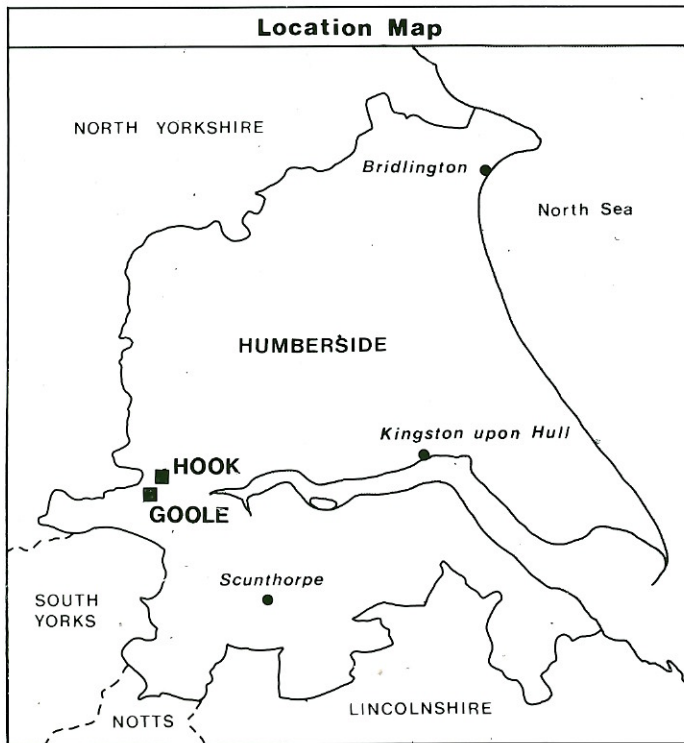 Location Map
NORTH YORKSHIRE
Bridlington
North Sea
HUMBERSIDE
Kingston upon Hull
HOOK
GOOLE
Scunthorpe
SOUTH
YORKS
LINCOLNSHIRE
NOTTS